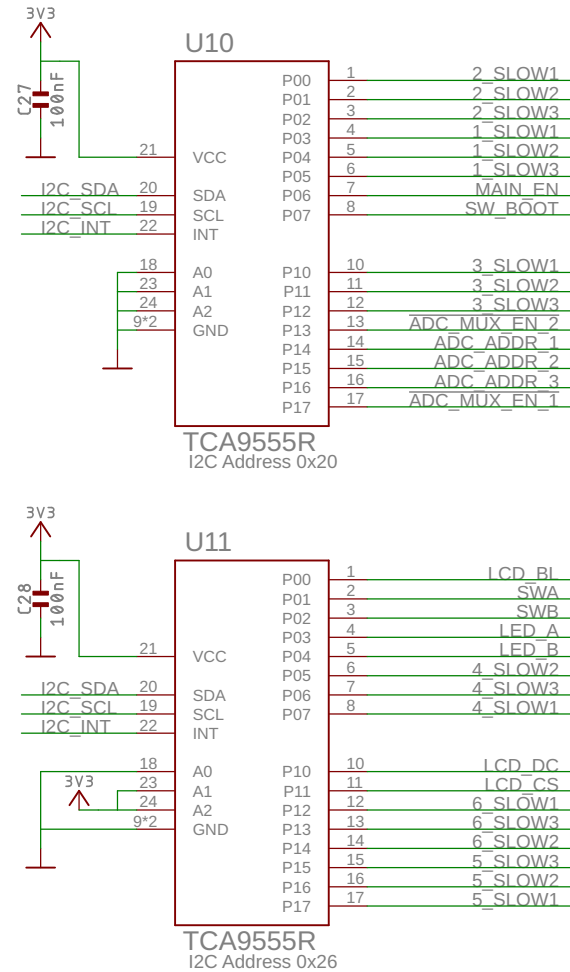 3V3
U10
C27
100nF
P00 1 2_SLOW1
P01 2 2_SLOW2
P02 3 2_SLOW3
P03 4 1_SLOW1
21 VCC P04 5 1_SLOW2
P05 6 1_SLOW3
I2C_SDA 20 SDA P06 7 MAIN_EN
I2C_SCL 19 SCL P07 8 SW_BOOT
I2C_INT 22 INT
18 A0 P10 10 3_SLOW1
23 A1 P11 11 3_SLOW2
24 A2 P12 12 3_SLOW3
9*2 GND P13 13 ADC_MUX_EN_2
P14 14 ADC_ADDR_1
P15 15 ADC_ADDR_2
P16 16 ADC_ADDR_3
P17 17 ADC_MUX_EN_1
TCA9555R
I2C Address 0x20
3V3
U11
C28
100nF
P00 1 LCD_BL
P01 2 SWA
P02 3 SWB
P03 4 LED_A
21 VCC P04 5 LED_B
P05 6 4_SLOW2
I2C_SDA 20 SDA P06 7 4_SLOW3
I2C_SCL 19 SCL P07 8 4_SLOW1
I2C_INT 22 INT
18 A0 P10 10 LCD_DC
3V3 23 A1 P11 11 LCD_CS
24 A2 P12 12 6_SLOW1
9*2 GND P13 13 6_SLOW3
P14 14 6_SLOW2
P15 15 5_SLOW3
P16 16 5_SLOW2
P17 17 5_SLOW1
TCA9555R
I2C Address 0x26